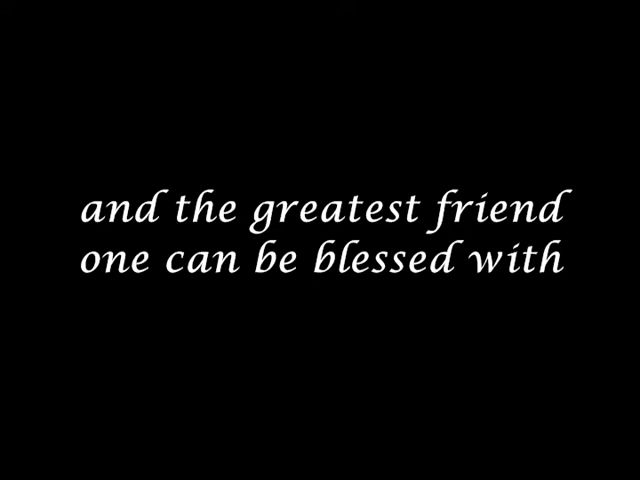 and the greatest friend
one can be blessed with